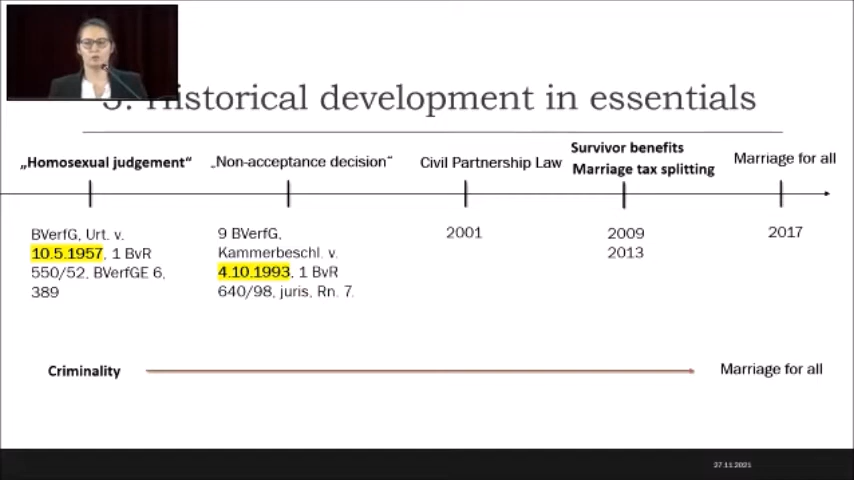 3. Historical development in essentials
„Homosexual judgement“
„Non-acceptance decision“
Civil Partnership Law
Survivor benefits
Marriage tax splitting
Marriage for all
BVerfG, Urt. v.
10.5.1957, 1 BvR
550/52, BVerfGE 6,
389
9 BVerfG,
Kammerbeschl. v.
4.10.1993, 1 BvR
640/98, juris, Rn. 7.
2001
2009
2013
2017
Criminality
Marriage for all
27.11.2021